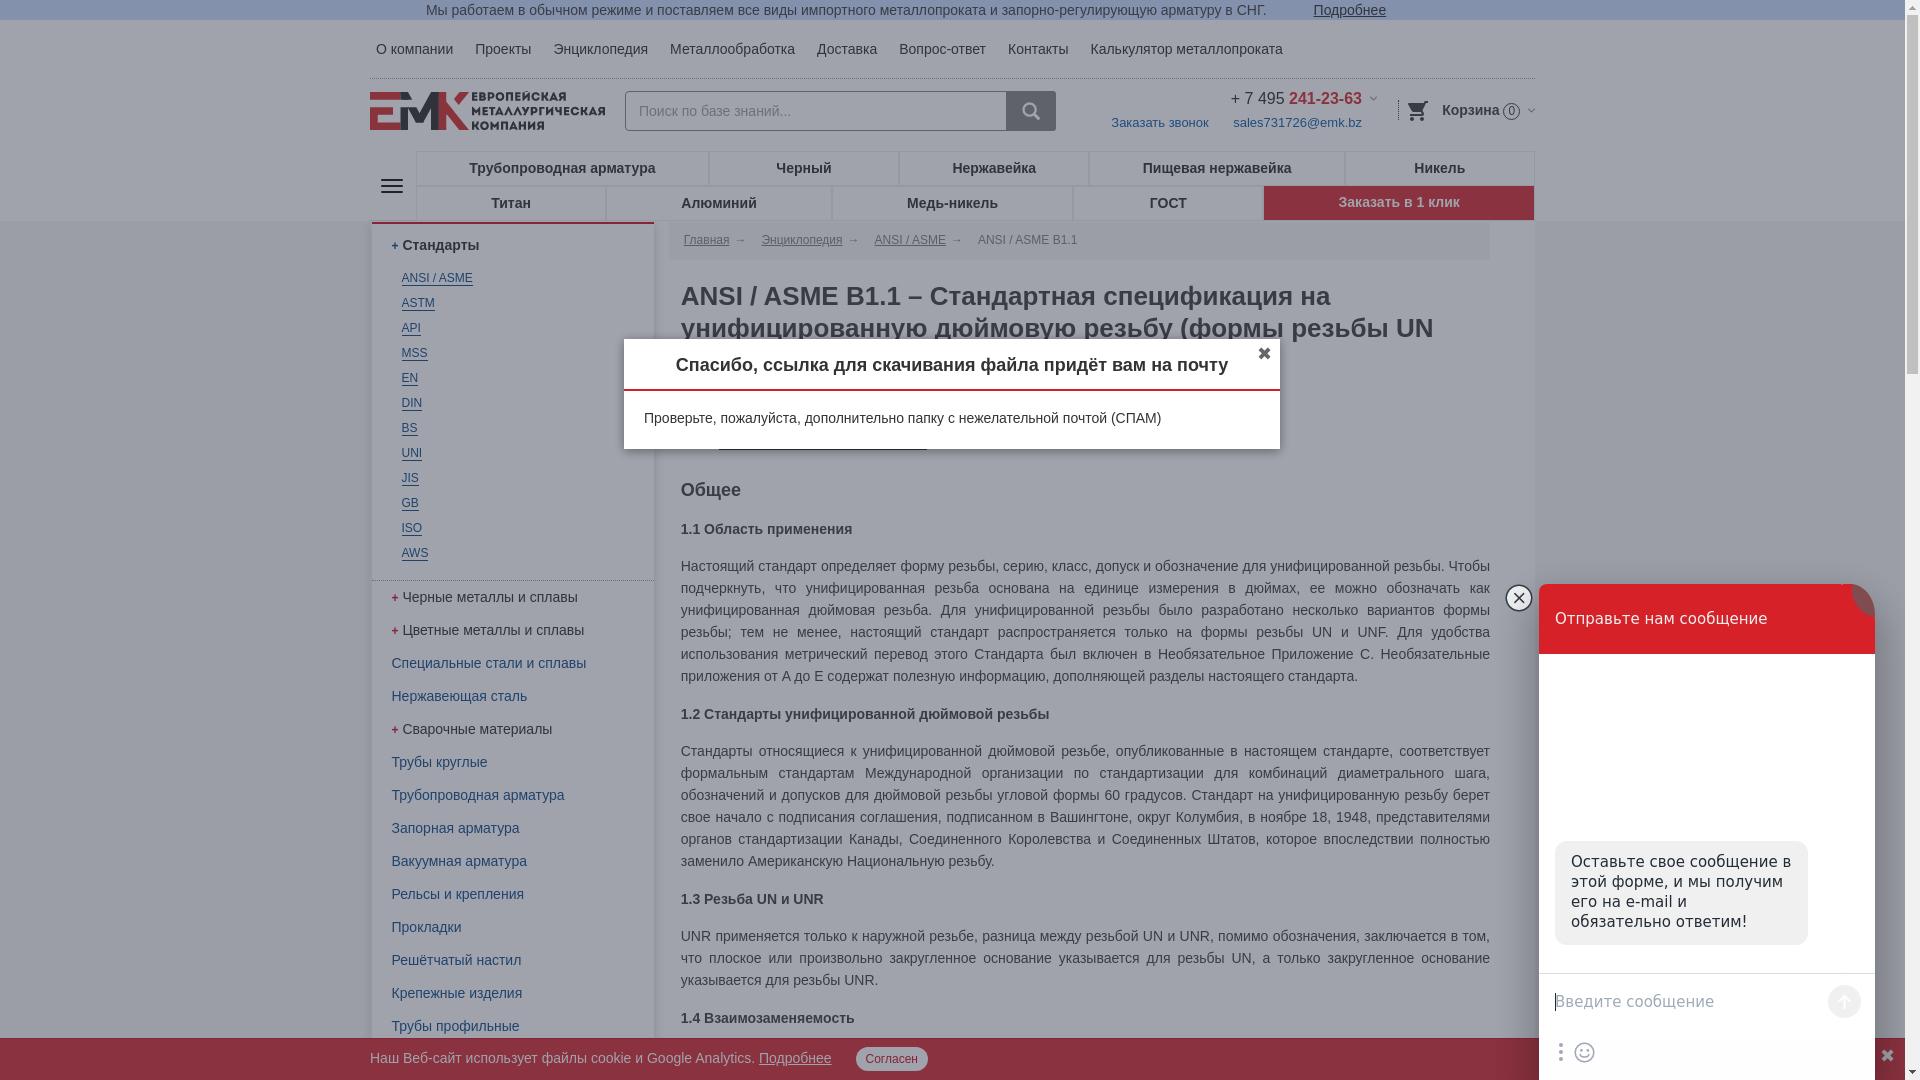 Мы работаем в обычном режиме и поставляем все виды импортного металлопроката и запорно-регулирующую арматуру в СНГ. Подробнее
О компании Проекты Энциклопедия Металлообработка Доставка Вопрос-ответ Контакты Калькулятор металлопроката
ЕМК ЕВРОПЕЙСКАЯ
МЕТАЛЛУРГИЧЕСКАЯ
КОМПАНИЯ
Поиск по базе знаний...
+ 7 495 241-23-63
Заказать звонок sales731726@emk.bz
Корзина 0
Трубопроводная арматура Черный Нержавейка Пищевая нержавейка Никель
Титан Алюминий Медь-никель ГОСТ Заказать в 1 клик
+ Стандарты
ANSI / ASME
ASTM
API
MSS
EN
DIN
BS
UNI
JIS
GB
ISO
AWS
+ Черные металлы и сплавы
+ Цветные металлы и сплавы
Специальные стали и сплавы
Нержавеющая сталь
+ Сварочные материалы
Трубы круглые
Трубопроводная арматура
Запорная арматура
Вакуумная арматура
Рельсы и крепления
Прокладки
Решётчатый настил
Крепежные изделия
Трубы профильные
Главная → Энциклопедия → ANSI / ASME → ANSI / ASME B1.1
ANSI / ASME B1.1 – Стандартная спецификация на
унифицированную дюймовую резьбу (формы резьбы UN
Спасибо, ссылка для скачивания файла придёт вам на почту
✖
Проверьте, пожалуйста, дополнительно папку с нежелательной почтой (СПАМ)
Общее
1.1 Область применения
Настоящий стандарт определяет форму резьбы, серию, класс, допуск и обозначение для унифицированной резьбы. Чтобы
подчеркнуть, что унифицированная резьба основана на единице измерения в дюймах, ее можно обозначать как
унифицированная дюймовая резьба. Для унифицированной резьбы было разработано несколько вариантов формы
резьбы; тем не менее, настоящий стандарт распространяется только на формы резьбы UN и UNF. Для удобства
использования метрический перевод этого Стандарта был включен в Необязательное Приложение С. Необязательные
приложения от А до Е содержат полезную информацию, дополняющей разделы настоящего стандарта.
1.2 Стандарты унифицированной дюймовой резьбы
Стандарты относящиеся к унифицированной дюймовой резьбе, опубликованные в настоящем стандарте, соответствует
формальным стандартам Международной организации по стандартизации для комбинаций диаметрального шага,
обозначений и допусков для дюймовой резьбы угловой формы 60 градусов. Стандарт на унифицированную резьбу берет
свое начало с подписания соглашения, подписанном в Вашингтоне, округ Колумбия, в ноябре 18, 1948, представителями
органов стандартизации Канады, Соединенного Королевства и Соединенных Штатов, которое впоследствии полностью
заменило Американскую Национальную резьбу.
1.3 Резьба UN и UNR
UNR применяется только к наружной резьбе, разница между резьбой UN и UNR, помимо обозначения, заключается в том,
что плоское или произвольно закругленное основание указывается для резьбы UN, а только закругленное основание
указывается для резьбы UNR.
1.4 Взаимозаменяемость
Отправьте нам сообщение
Оставьте свое сообщение в
этой форме, и мы получим
его на e-mail и
обязательно ответим!
Введите сообщение
Наш Веб-сайт использует файлы cookie и Google Analytics. Подробнее Согласен ✖